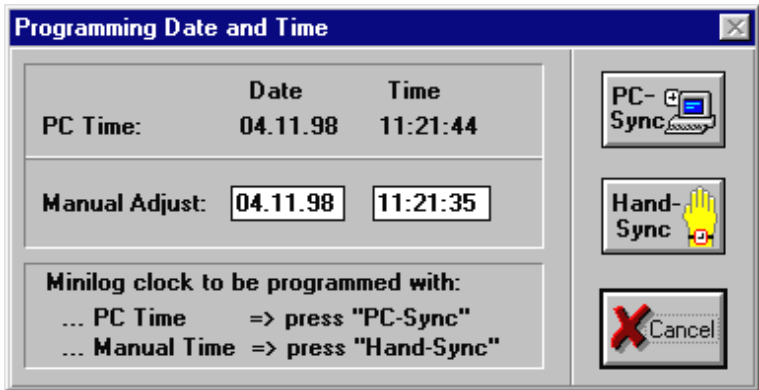 Programming Date and Time
Date Time
PC Time: 04.11.98 11:21:44
Manual Adjust: 04.11.98 11:21:35
Minilog clock to be programmed with:
... PC Time => press "PC-Sync"
... Manual Time => press "Hand-Sync"
PC-
Sync
Hand-
Sync
Cancel